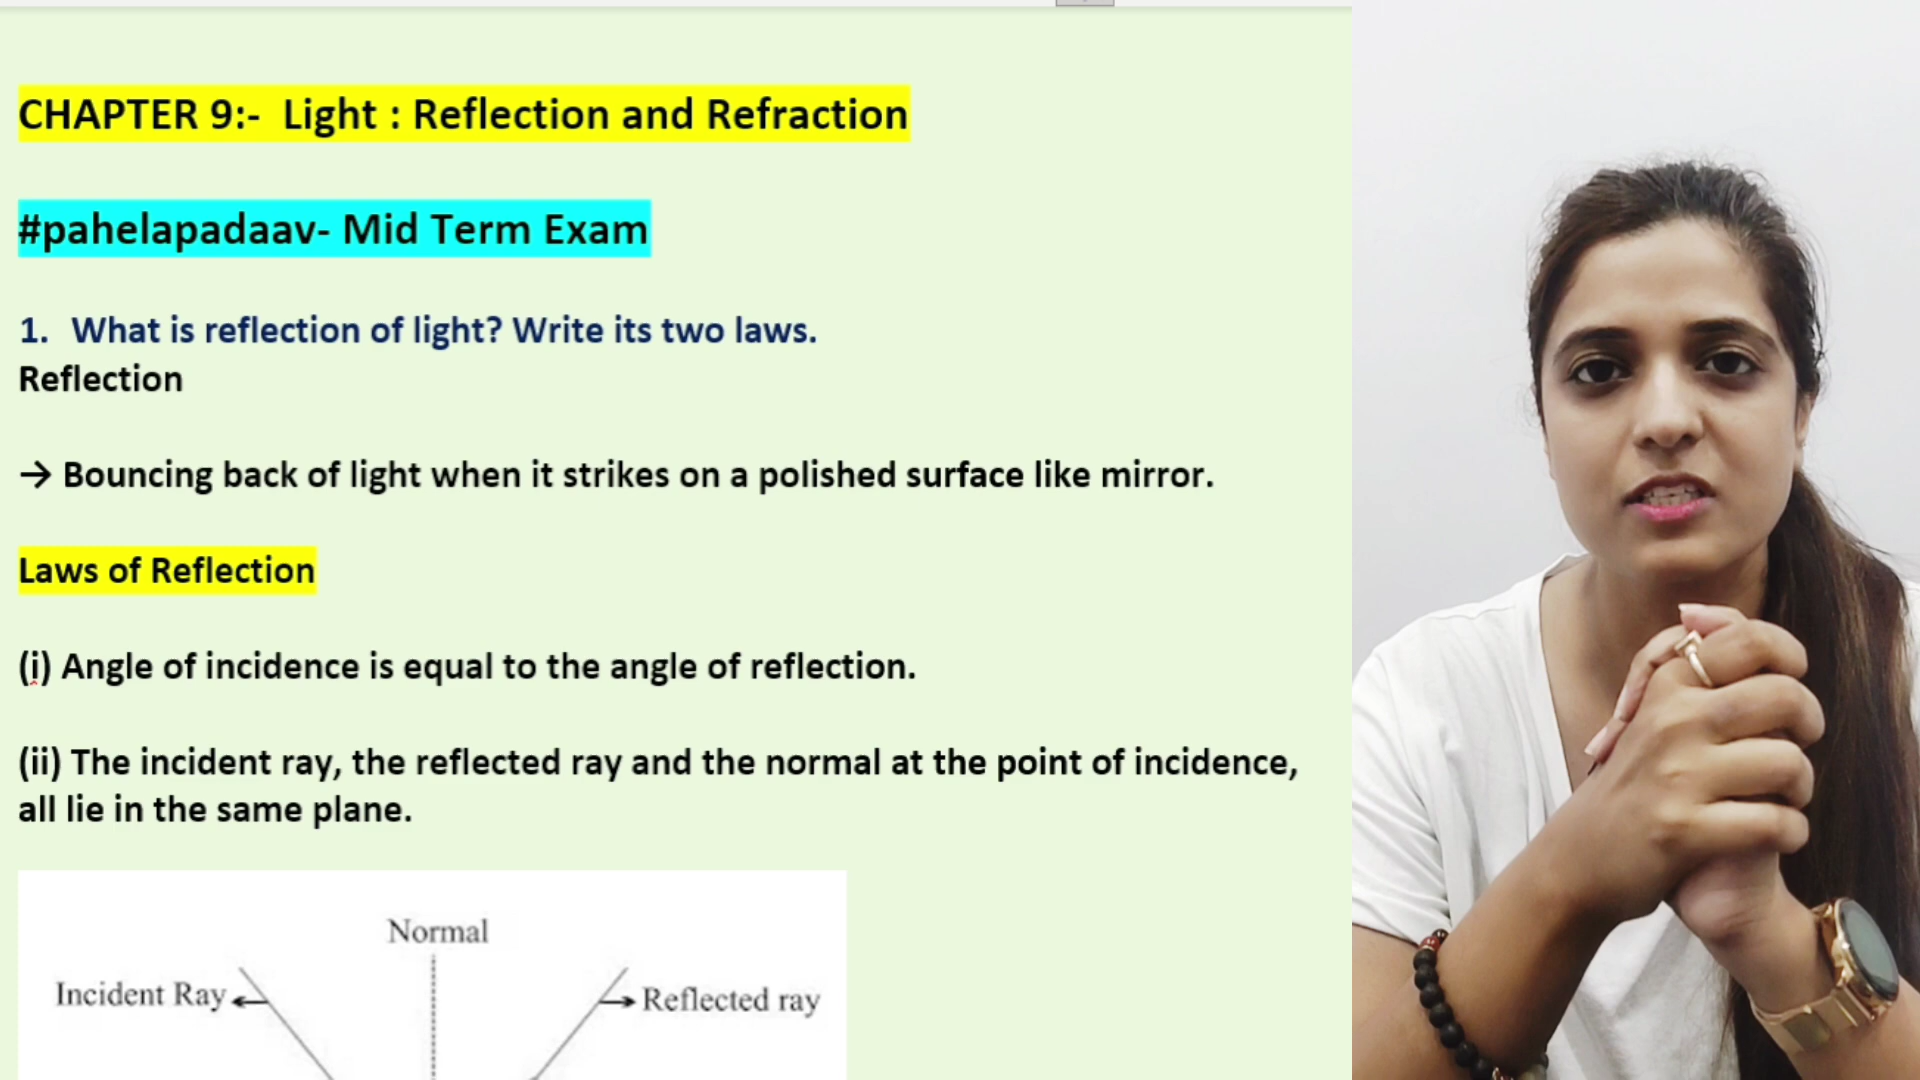 CHAPTER 9:- Light : Reflection and Refraction
#pahelapadaav- Mid Term Exam
1. What is reflection of light? Write its two laws.
Reflection
→ Bouncing back of light when it strikes on a polished surface like mirror.
Laws of Reflection
(i) Angle of incidence is equal to the angle of reflection.
(ii) The incident ray, the reflected ray and the normal at the point of incidence,
all lie in the same plane.
Normal
Incident Ray
Reflected ray